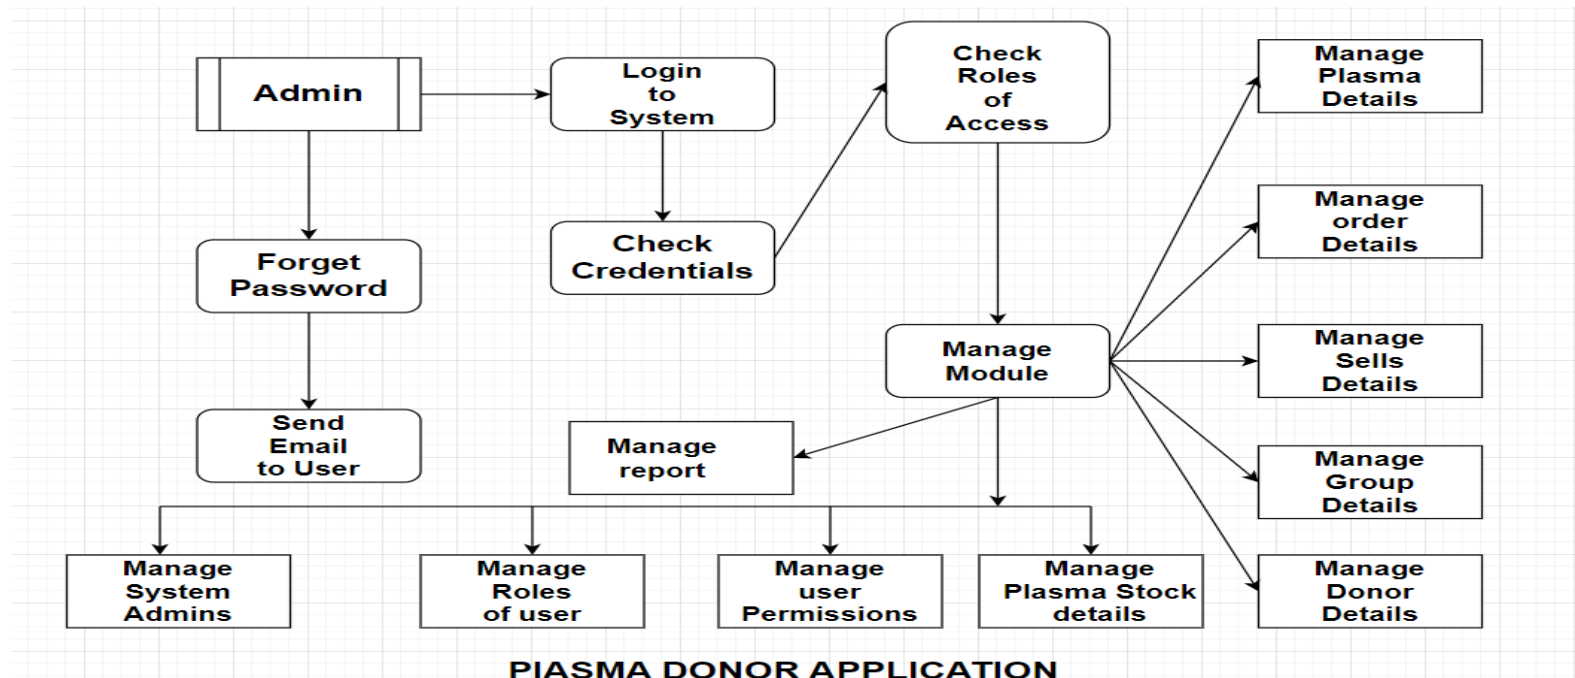 Admin
Login
to
System
Check
Roles
of
Access
Manage
Plasma
Details
Manage
order
Details
Forget
Password
Check
Credentials
Manage
Module
Manage
Sells
Details
Send
Email
to User
Manage
report
Manage
Group
Details
Manage
System
Admins
Manage
Roles
of user
Manage
user
Permissions
Manage
Plasma Stock
details
Manage
Donor
Details
PIASMA DONOR APPLICATION